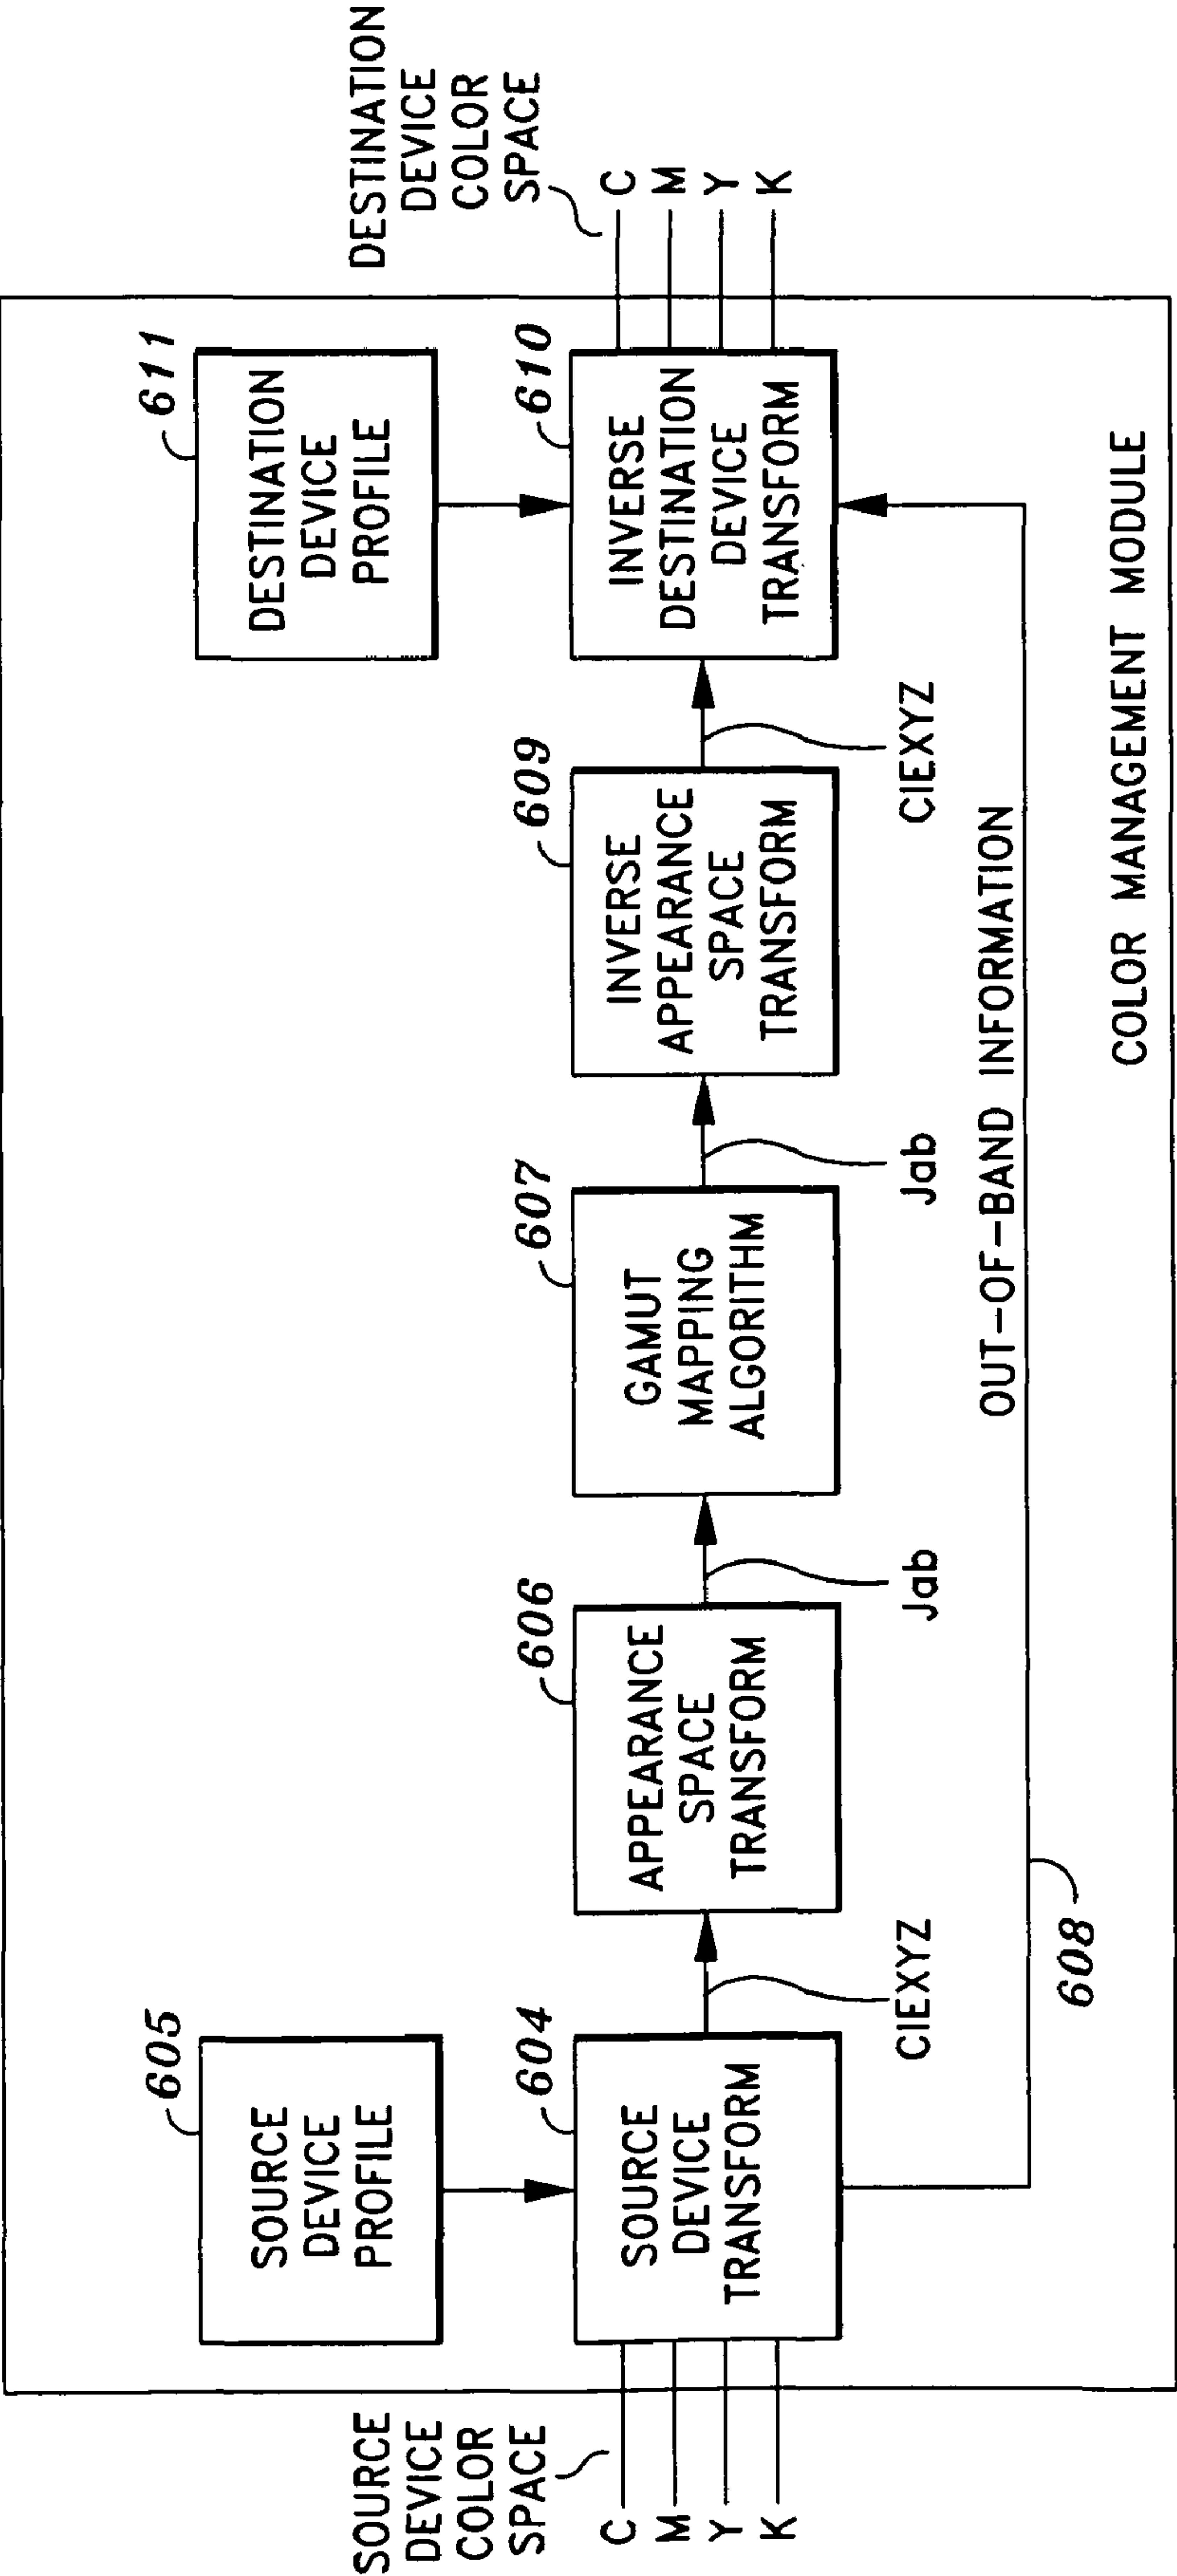 SOURCE
DEVICE
COLOR
SPACE
C
M
Y
K
605
SOURCE
DEVICE
PROFILE
604
SOURCE
DEVICE
TRANSFORM
CIEXYZ
606
APPEARANCE
SPACE
TRANSFORM
Jab
607
GAMUT
MAPPING
ALGORITHM
Jab
609
INVERSE
APPEARANCE
SPACE
TRANSFORM
CIEXYZ
611
DESTINATION
DEVICE
PROFILE
610
INVERSE
DESTINATION
DEVICE
TRANSFORM
DESTINATION
DEVICE
COLOR
SPACE
C
M
Y
K
608
OUT-OF-BAND INFORMATION
COLOR MANAGEMENT MODULE